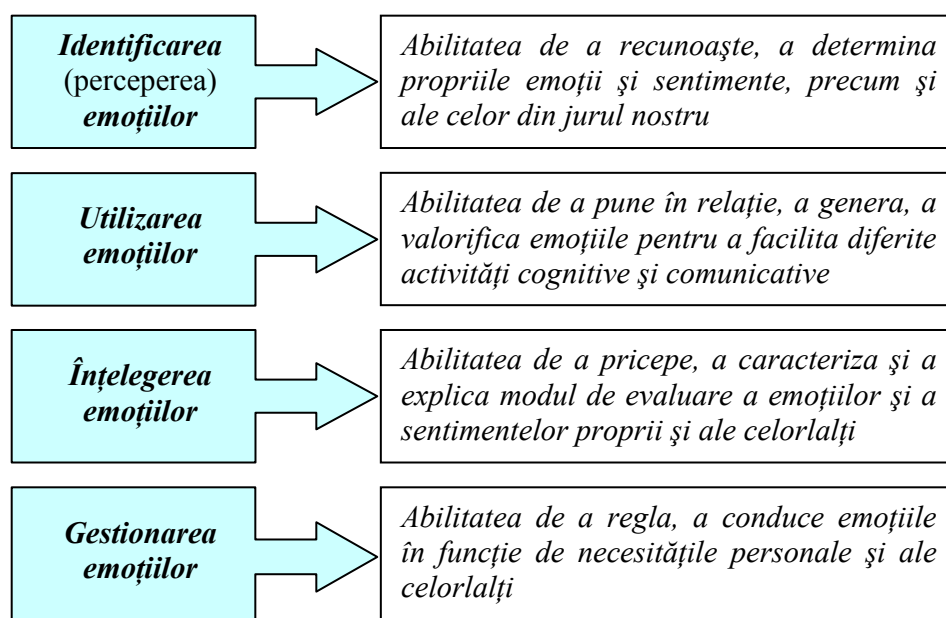 Identificarea
(perceperea)
emoțiilor
Abilitatea de a recunoaşte, a determina
propriile emoții şi sentimente, precum şi
ale celor din jurul nostru
Utilizarea
emoțiilor
Abilitatea de a pune în relație, a genera, a
valorifica emoțiile pentru a facilita diferite
activități cognitive şi comunicative
Înțelegerea
emoțiilor
Abilitatea de a pricepe, a caracteriza şi a
explica modul de evaluare a emoțiilor şi a
sentimentelor proprii şi ale celorlalți
Gestionarea
emoțiilor
Abilitatea de a regla, a conduce emoțiile
în funcție de necesitățile personale şi ale
celorlalți